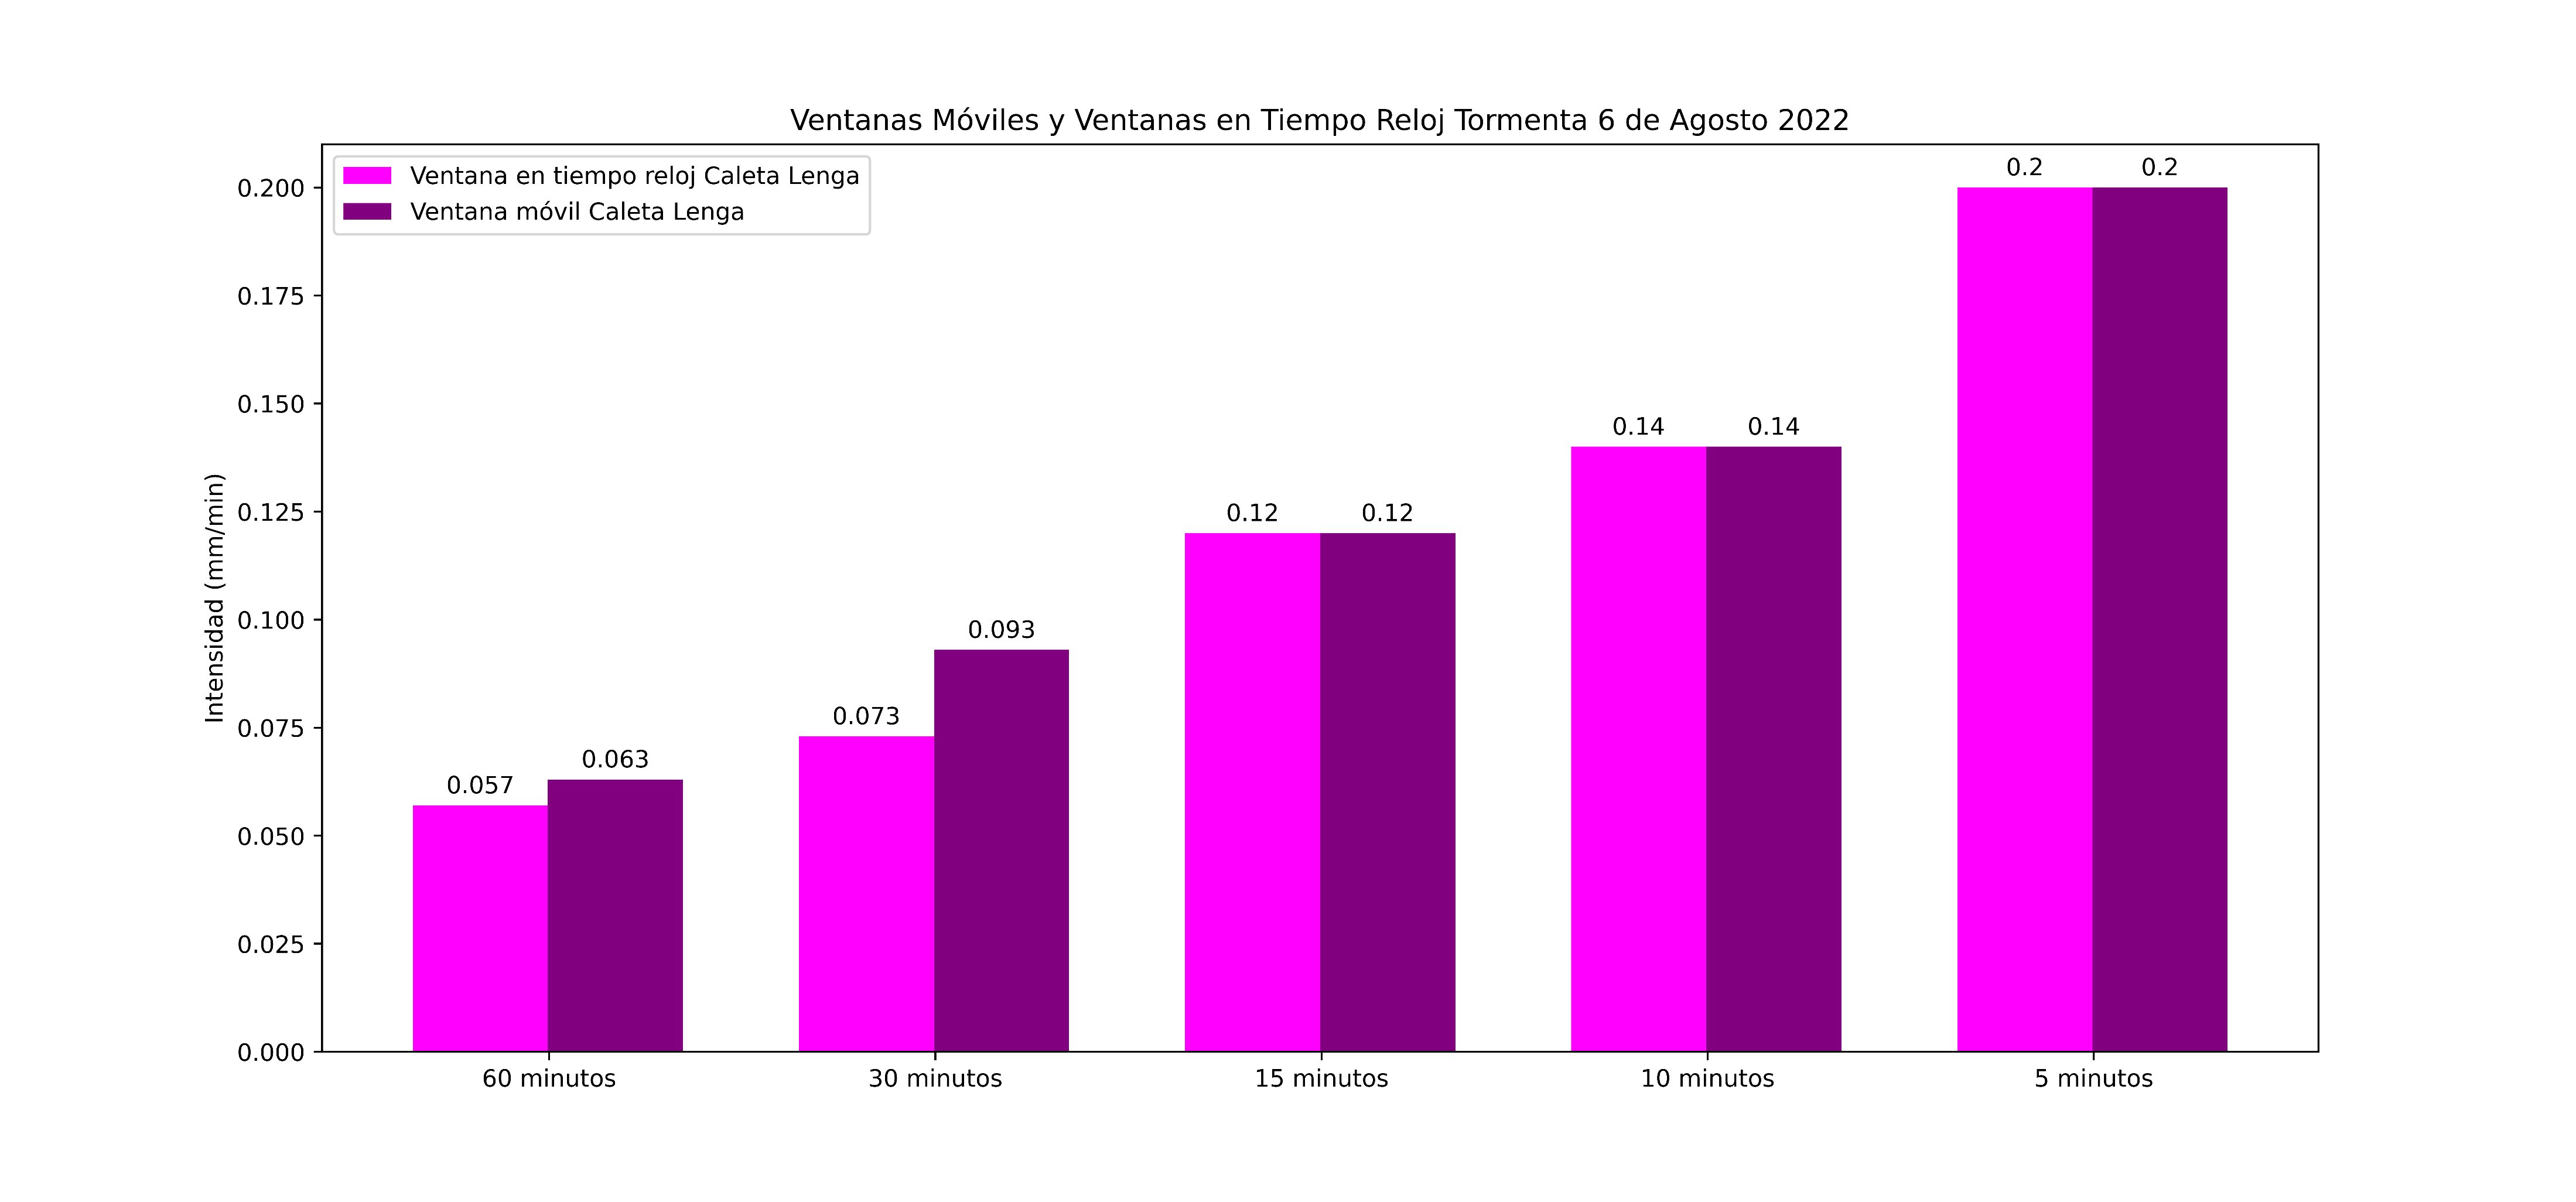 Ventanas Móviles y Ventanas en Tiempo Reloj Tormenta 6 de Agosto 2022
Ventana en tiempo reloj Caleta Lenga
Ventana móvil Caleta Lenga
Intensidad (mm/min)
0.200
0.175
0.150
0.125
0.100
0.075
0.050
0.025
0.000
0.057
0.063
0.073
0.093
0.12
0.12
0.14
0.14
0.2
0.2
60 minutos
30 minutos
15 minutos
10 minutos
5 minutos